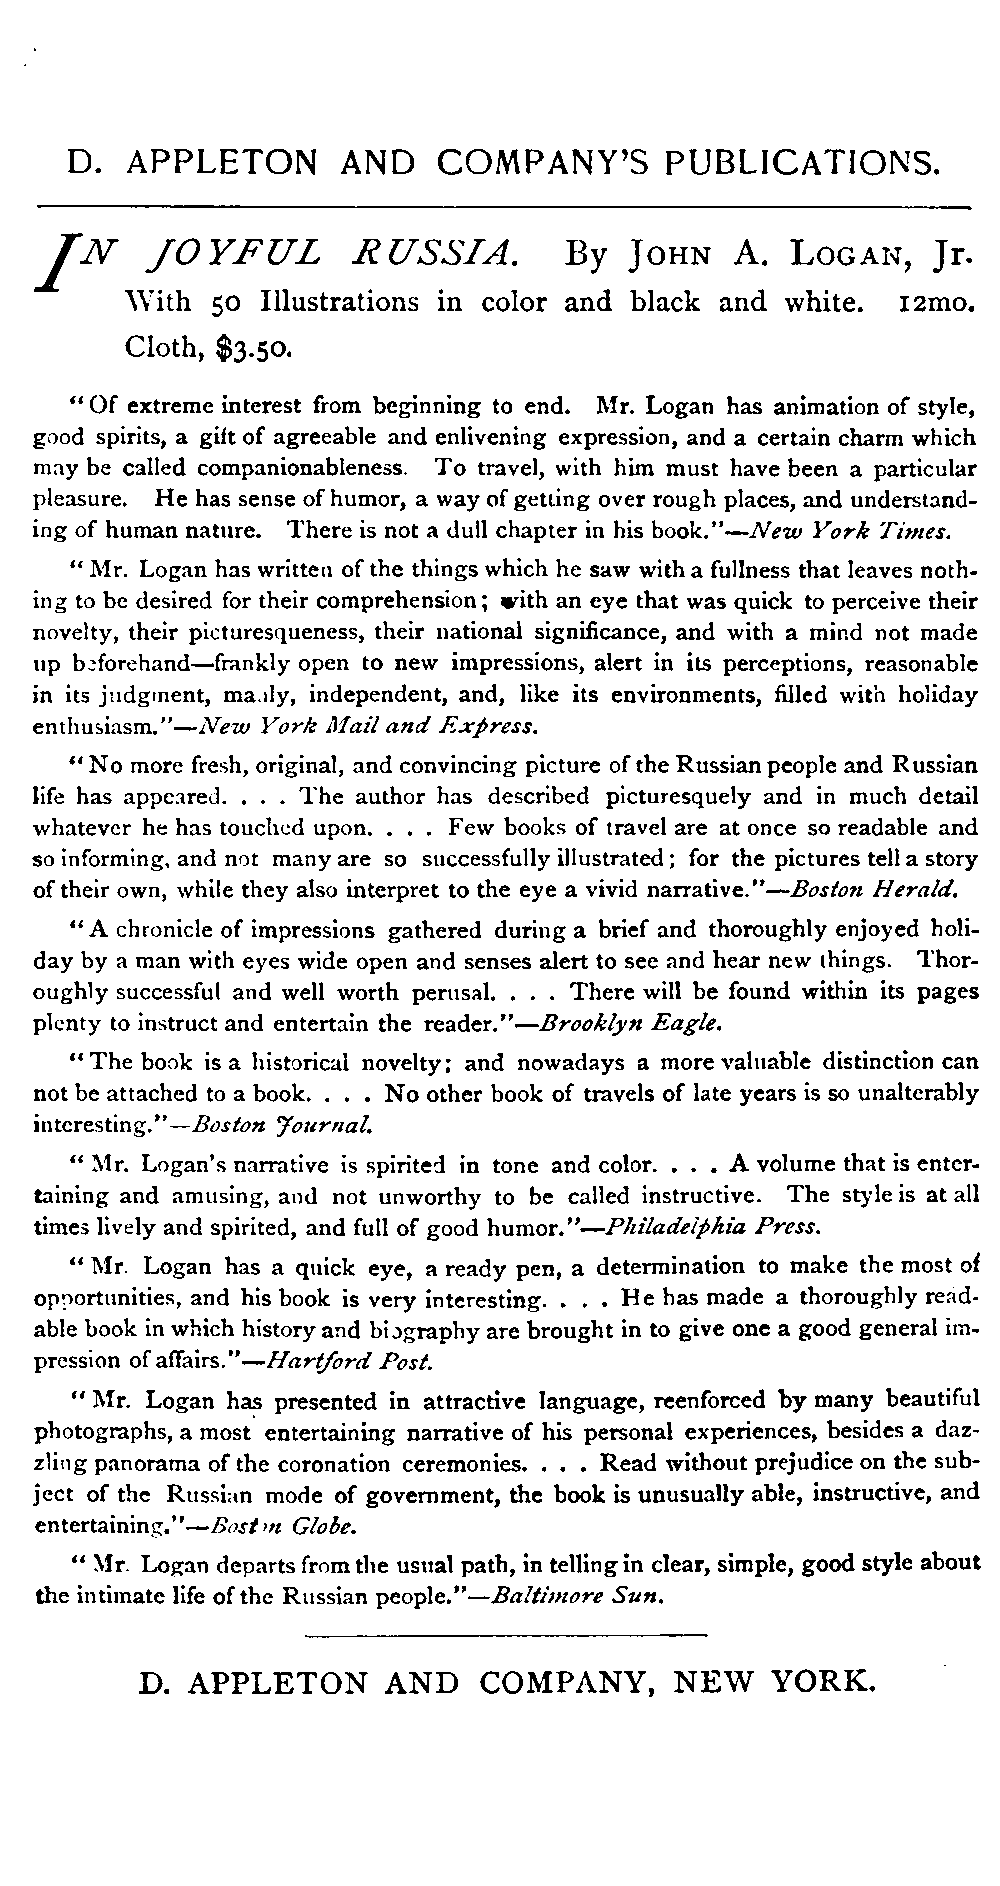 D. APPLETON AND COMPANY'S PUBLICATIONS.
IN JOYFUL RUSSIA. By JOHN A. LOGAN, Jr.
With 50 Illustrations in color and black and white. 12mo.
Cloth, $3.50.
"Of extreme interest from beginning to end. Mr. Logan has animation of style,
good spirits, a gift of agreeable and enlivening expression, and a certain charm which
may be called companionableness. To travel, with him must have been a particular
pleasure. He has sense of humor, a way of getting over rough places, and understand-
ing of human nature. There is not a dull chapter in his book."—New York Times.
"Mr. Logan has written of the things which he saw with a fullness that leaves noth-
ing to be desired for their comprehension; with an eye that was quick to perceive their
novelty, their picturesqueness, their national significance, and with a mind not made
up beforehand—frankly open to new impressions, alert in its perceptions, reasonable
in its judgment, manly, independent, and, like its environments, filled with holiday
enthusiasm."—New York Mail and Express.
"No more fresh, original, and convincing picture of the Russian people and Russian
life has appeared. . . . The author has described picturesquely and in much detail
whatever he has touched upon. . . . Few books of travel are at once so readable and
so informing, and not many are so successfully illustrated; for the pictures tell a story
of their own, while they also interpret to the eye a vivid narrative."—Boston Herald.
"A chronicle of impressions gathered during a brief and thoroughly enjoyed holi-
day by a man with eyes wide open and senses alert to see and hear new things. Thor-
oughly successful and well worth perusal. . . . There will be found within its pages
plenty to instruct and entertain the reader."—Brooklyn Eagle.
"The book is a historical novelty; and nowadays a more valuable distinction can
not be attached to a book. . . . No other book of travels of late years is so unalterably
interesting."—Boston Journal.
"Mr. Logan's narrative is spirited in tone and color. . . . A volume that is enter-
taining and amusing, and not unworthy to be called instructive. The style is at all
times lively and spirited, and full of good humor."—Philadelphia Press.
"Mr. Logan has a quick eye, a ready pen, a determination to make the most of
opportunities, and his book is very interesting. . . . He has made a thoroughly read-
able book in which history and biography are brought in to give one a good general im-
pression of affairs."—Hartford Post.
"Mr. Logan has presented in attractive language, reenforced by many beautiful
photographs, a most entertaining narrative of his personal experiences, besides a daz-
zling panorama of the coronation ceremonies. . . . Read without prejudice on the sub-
ject of the Russian mode of government, the book is unusually able, instructive, and
entertaining."—Boston Globe.
"Mr. Logan departs from the usual path, in telling in clear, simple, good style about
the intimate life of the Russian people."—Baltimore Sun.
D. APPLETON AND COMPANY, NEW YORK.